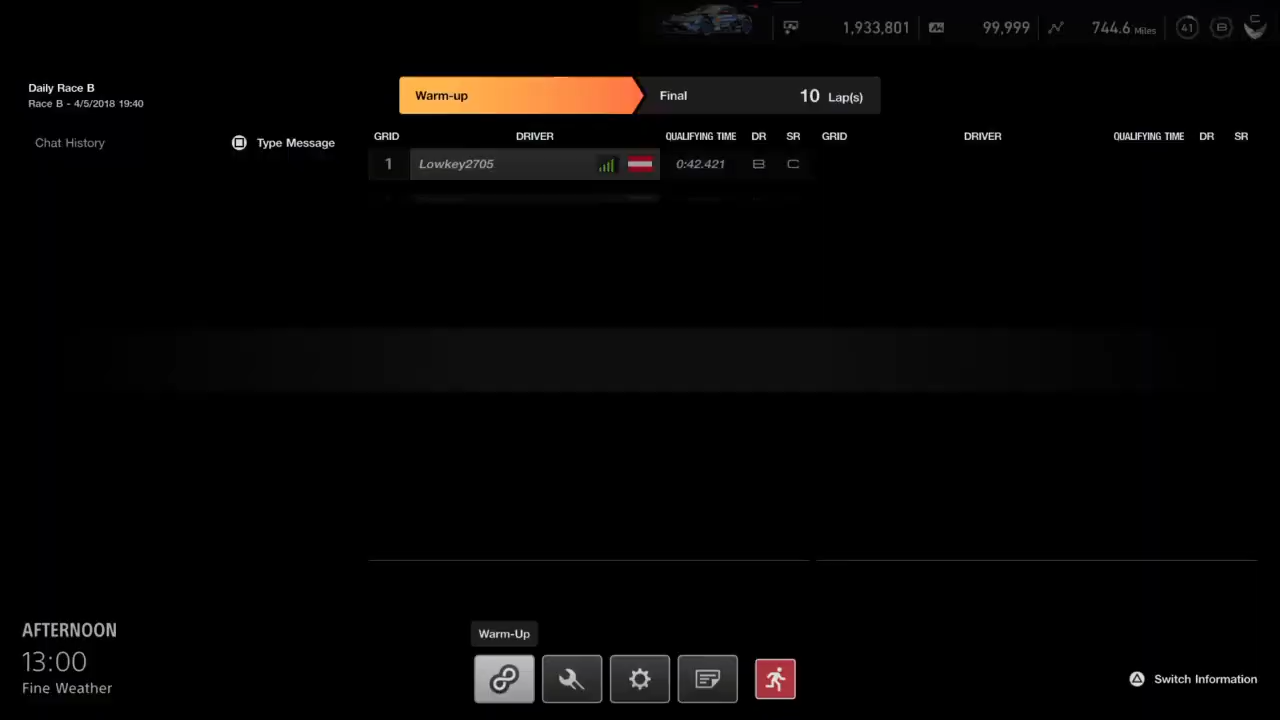 1,933,801 99,999 744.6 Miles 41 B C
Daily Race B
Race B - 4/5/2018 19:40
Warm-up Final 10 Lap(s)
Chat History Type Message
GRID DRIVER QUALIFYING TIME DR SR GRID DRIVER QUALIFYING TIME DR SR
1 Lowkey2705 0:42.421 B C
AFTERNOON
13:00
Fine Weather
Warm-Up
Switch Information